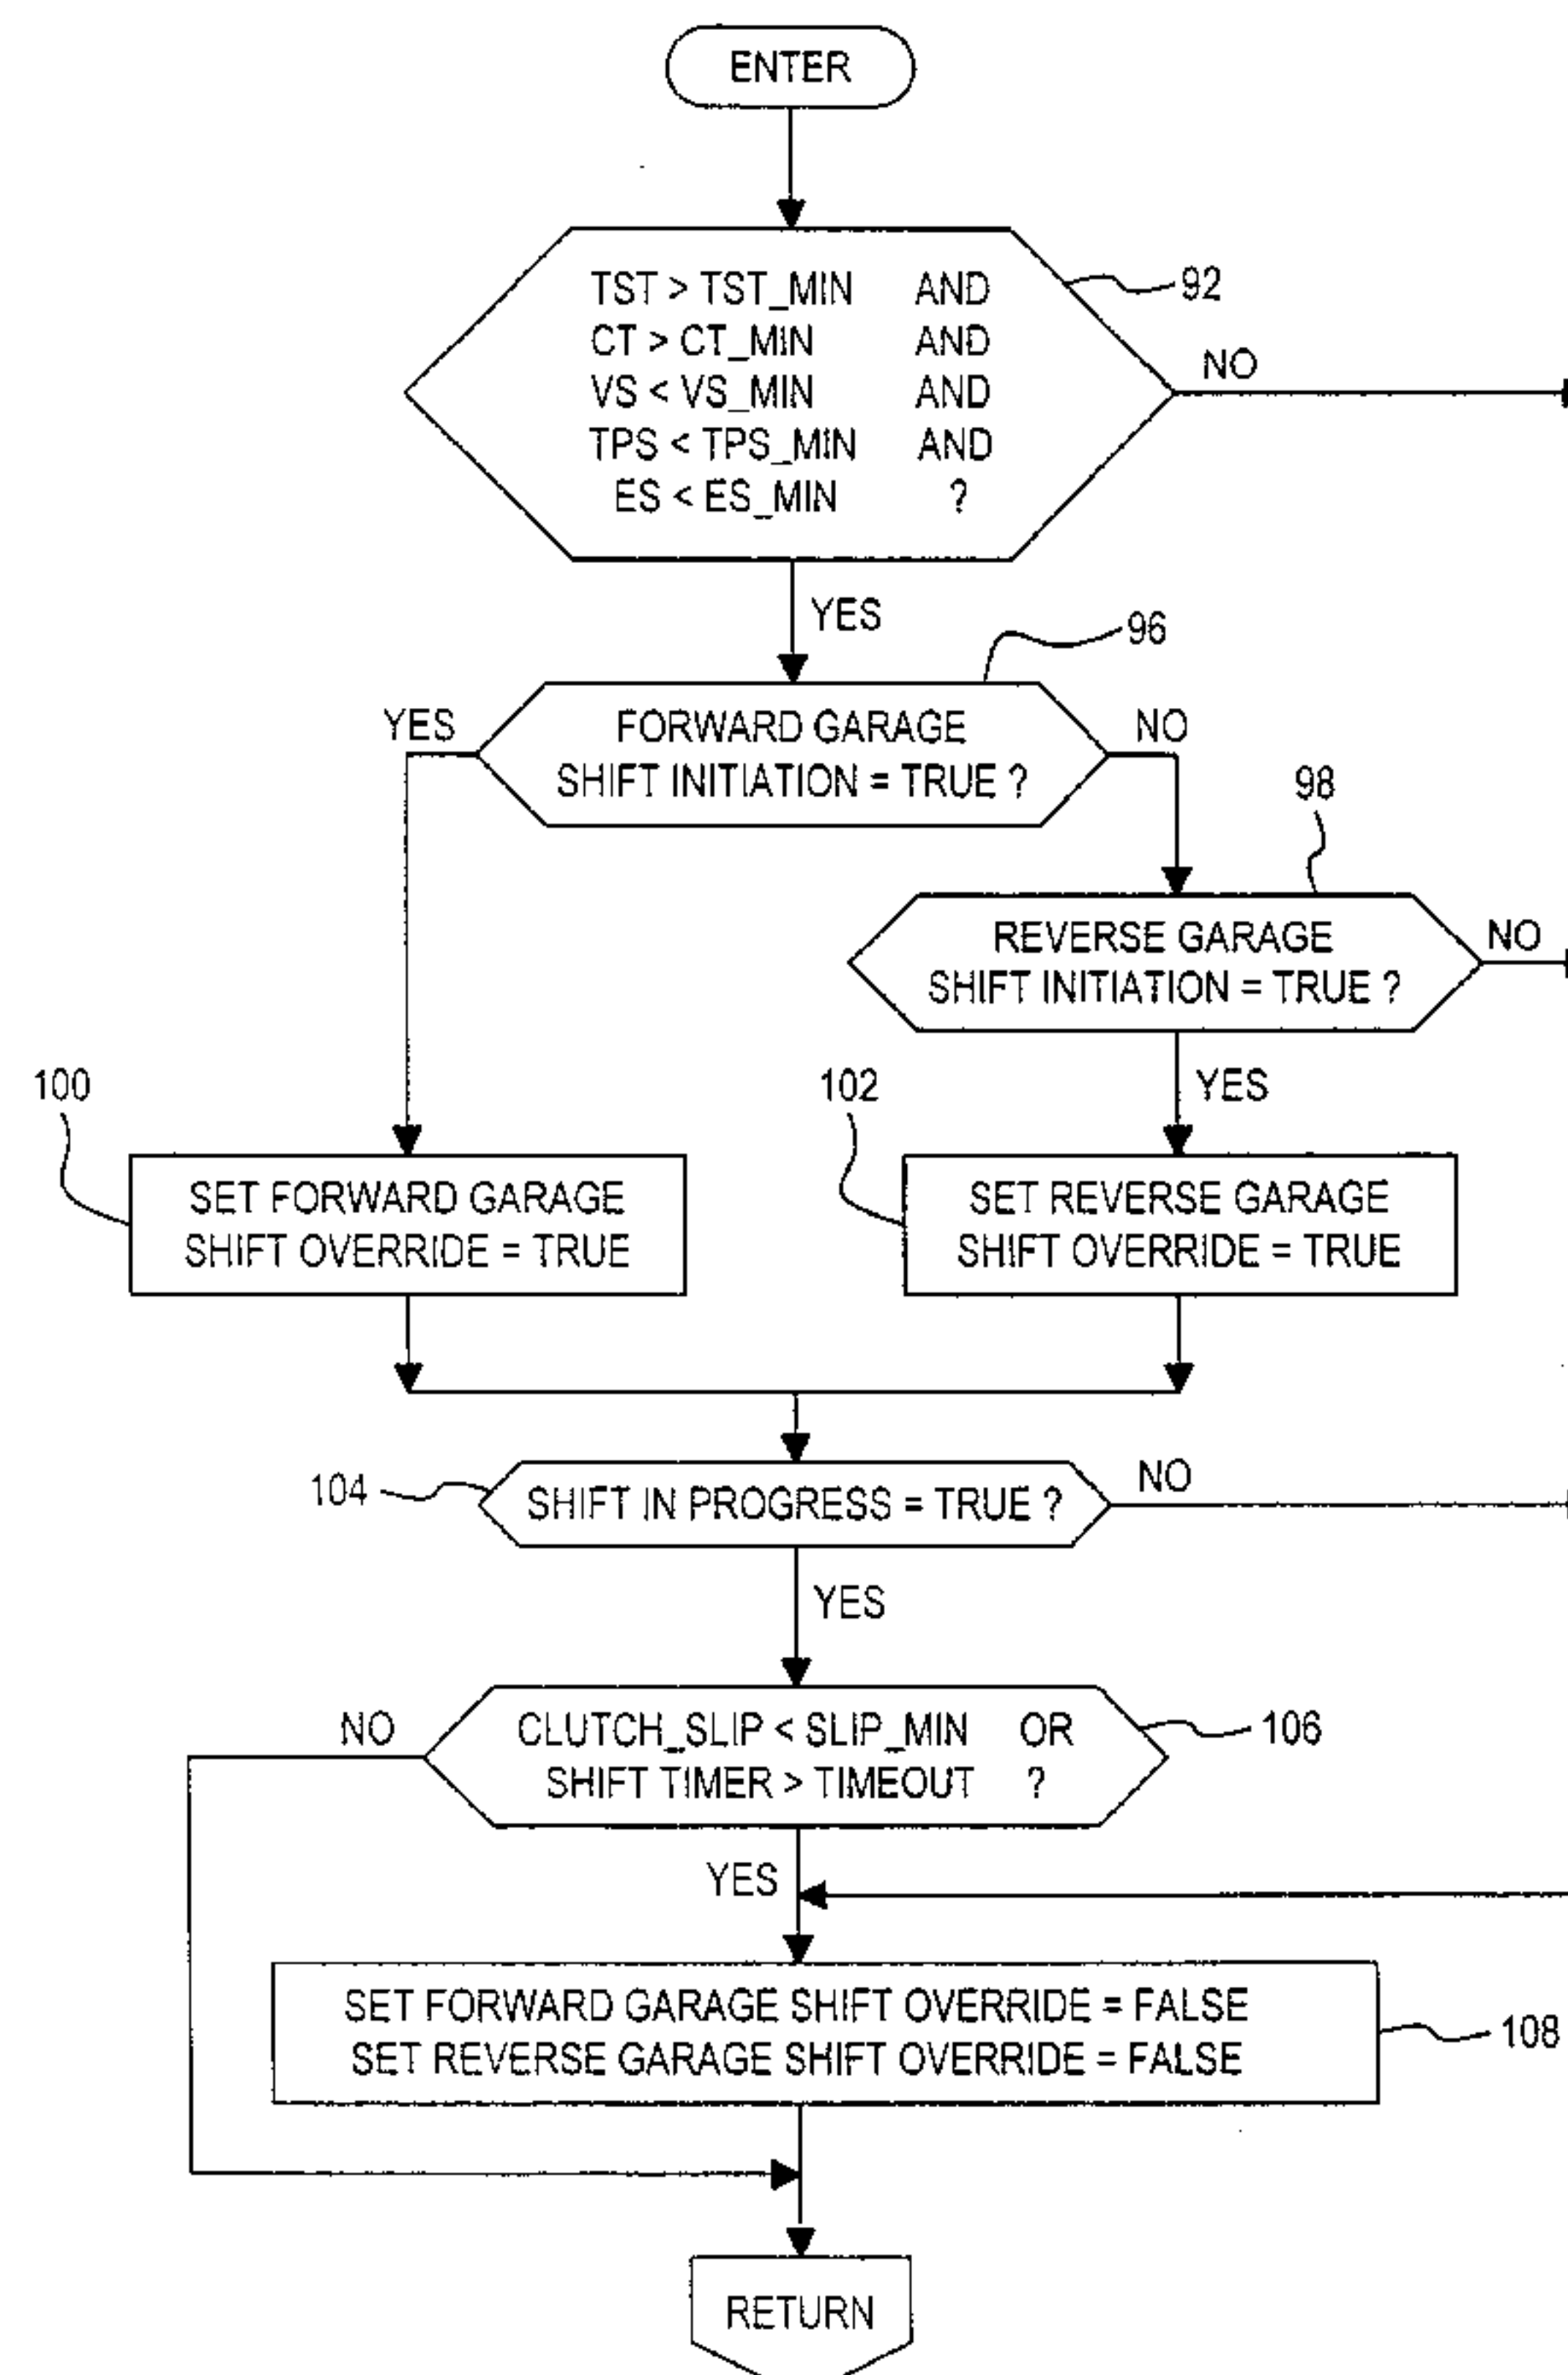 ENTER
TST > TST_MIN AND
CT > CT_MIN AND
VS < VS_MIN AND
TPS < TPS_MIN AND
ES < ES_MIN ?
92
NO
YES
96
YES
FORWARD GARAGE
SHIFT INITIATION = TRUE ?
NO
98
REVERSE GARAGE
SHIFT INITIATION = TRUE ?
NO
YES
100
102
SET FORWARD GARAGE
SHIFT OVERRIDE = TRUE
SET REVERSE GARAGE
SHIFT OVERRIDE = TRUE
104
SHIFT IN PROGRESS = TRUE ?
NO
YES
NO
CLUTCH_SLIP < SLIP_MIN OR
SHIFT TIMER > TIMEOUT ?
106
YES
SET FORWARD GARAGE SHIFT OVERRIDE = FALSE
SET REVERSE GARAGE SHIFT OVERRIDE = FALSE
108
RETURN